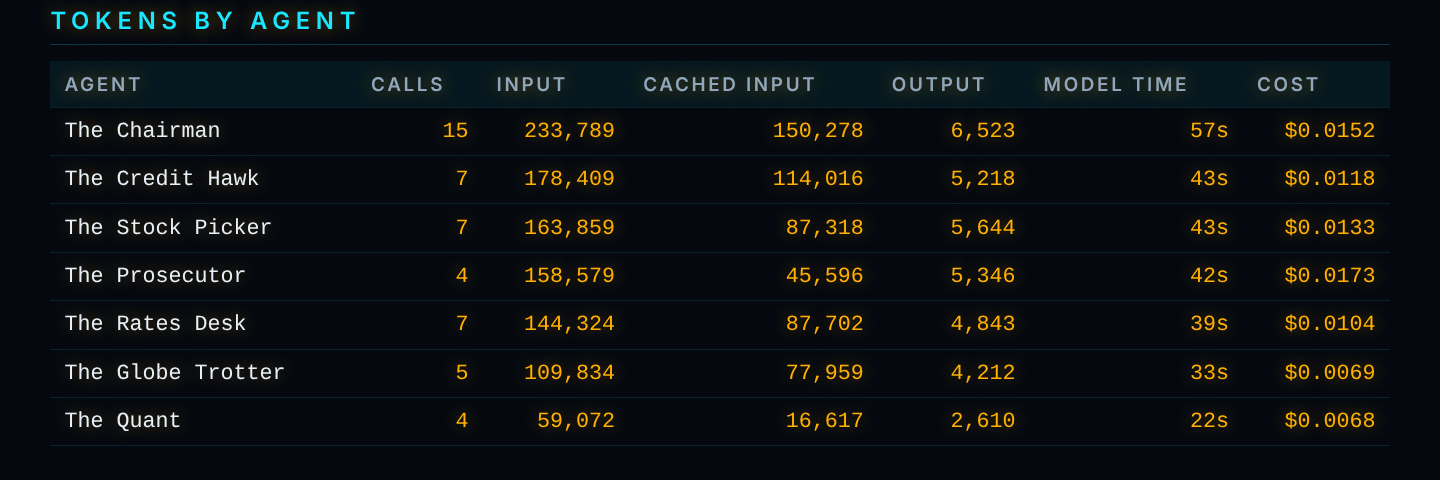 TOKENS BY AGENT
AGENT CALLS INPUT CACHED INPUT OUTPUT MODEL TIME COST
The Chairman 15 233,789 150,278 6,523 57s $0.0152
The Credit Hawk 7 178,409 114,016 5,218 43s $0.0118
The Stock Picker 7 163,859 87,318 5,644 43s $0.0133
The Prosecutor 4 158,579 45,596 5,346 42s $0.0173
The Rates Desk 7 144,324 87,702 4,843 39s $0.0104
The Globe Trotter 5 109,834 77,959 4,212 33s $0.0069
The Quant 4 59,072 16,617 2,610 22s $0.0068